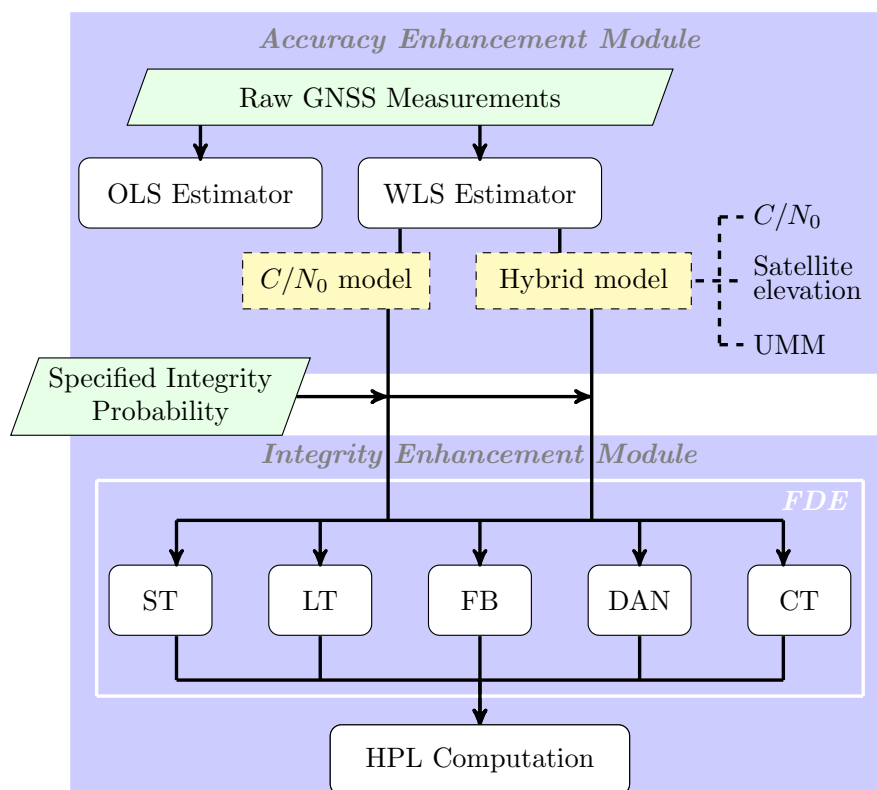 Accuracy Enhancement Module
Raw GNSS Measurements
OLS Estimator
WLS Estimator
C/N₀ model
Hybrid model
C/N₀
Satellite
elevation
UMM
Specified Integrity
Probability
Integrity Enhancement Module
FDE
ST
LT
FB
DAN
CT
HPL Computation